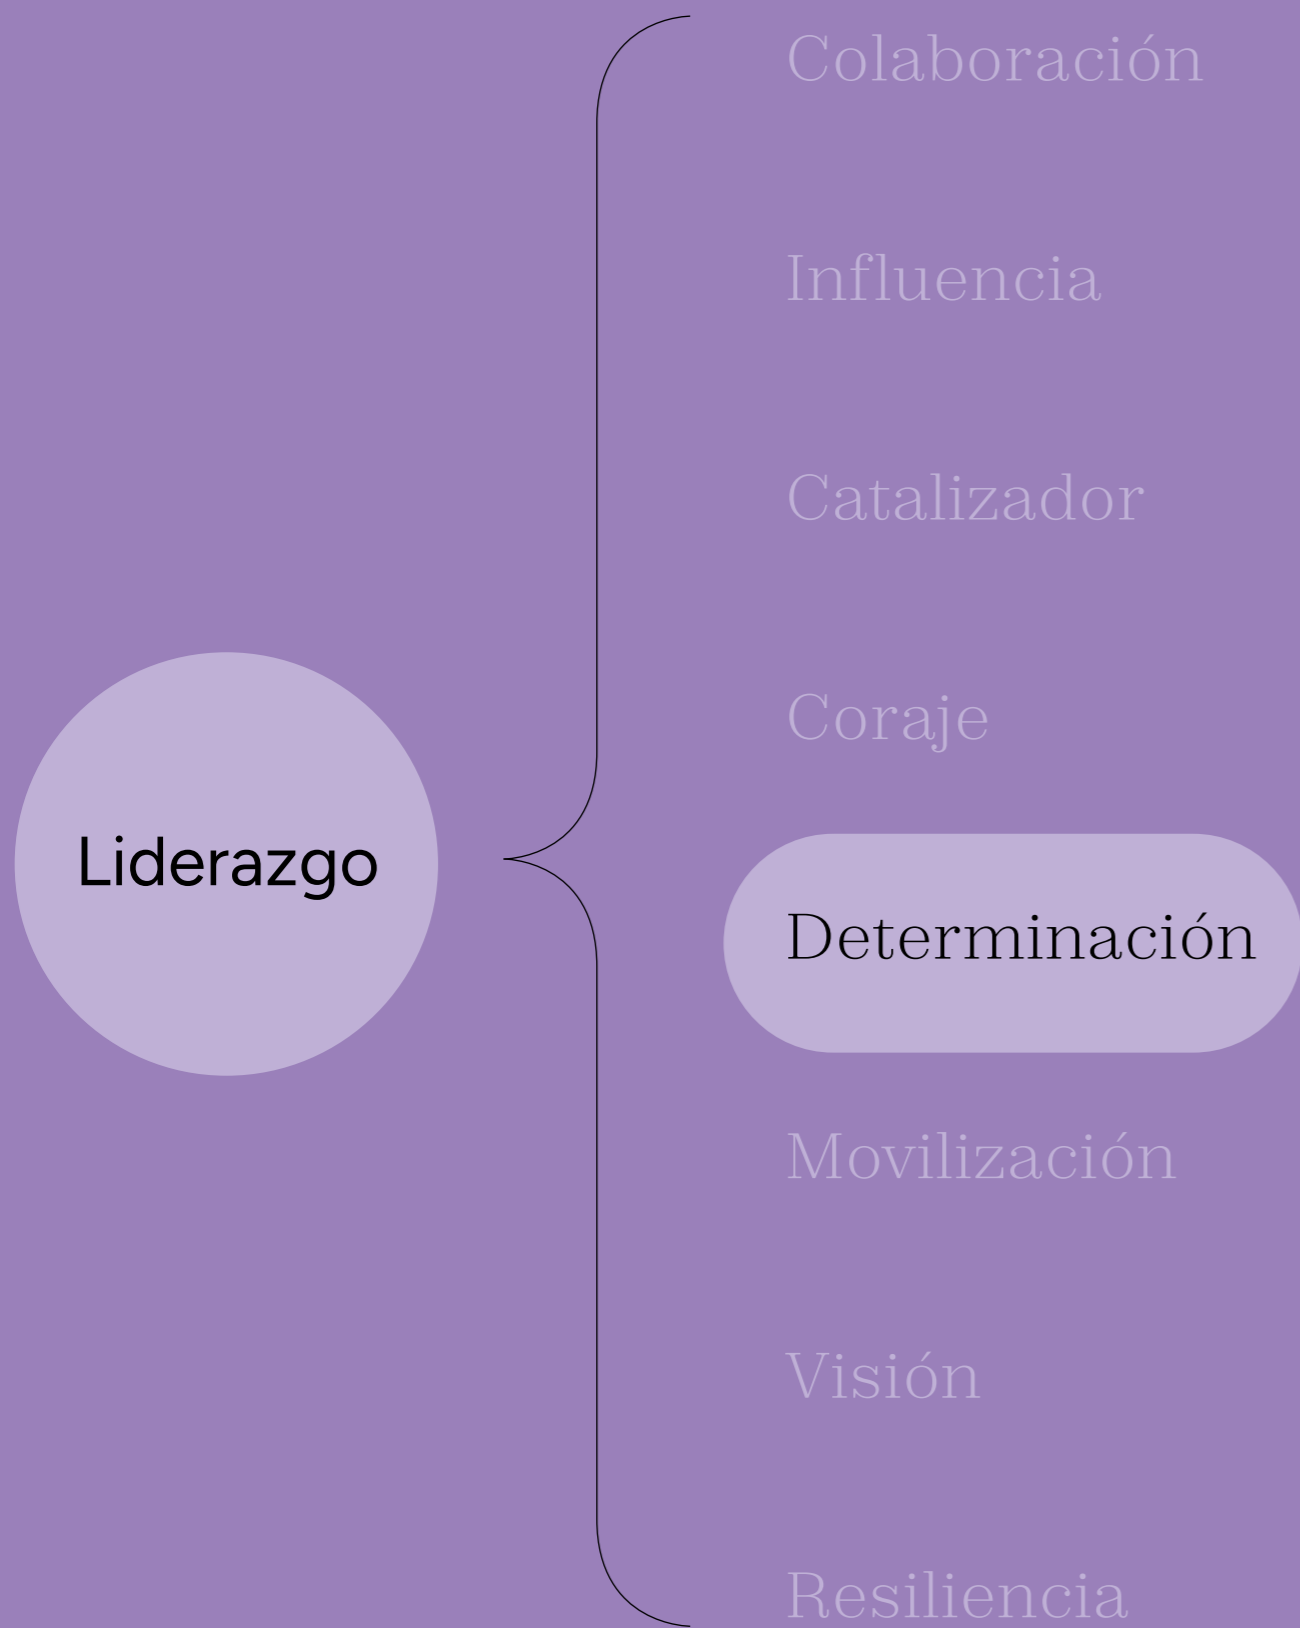 Liderazgo
Colaboración
Influencia
Catalizador
Coraje
Determinación
Movilización
Visión
Resiliencia